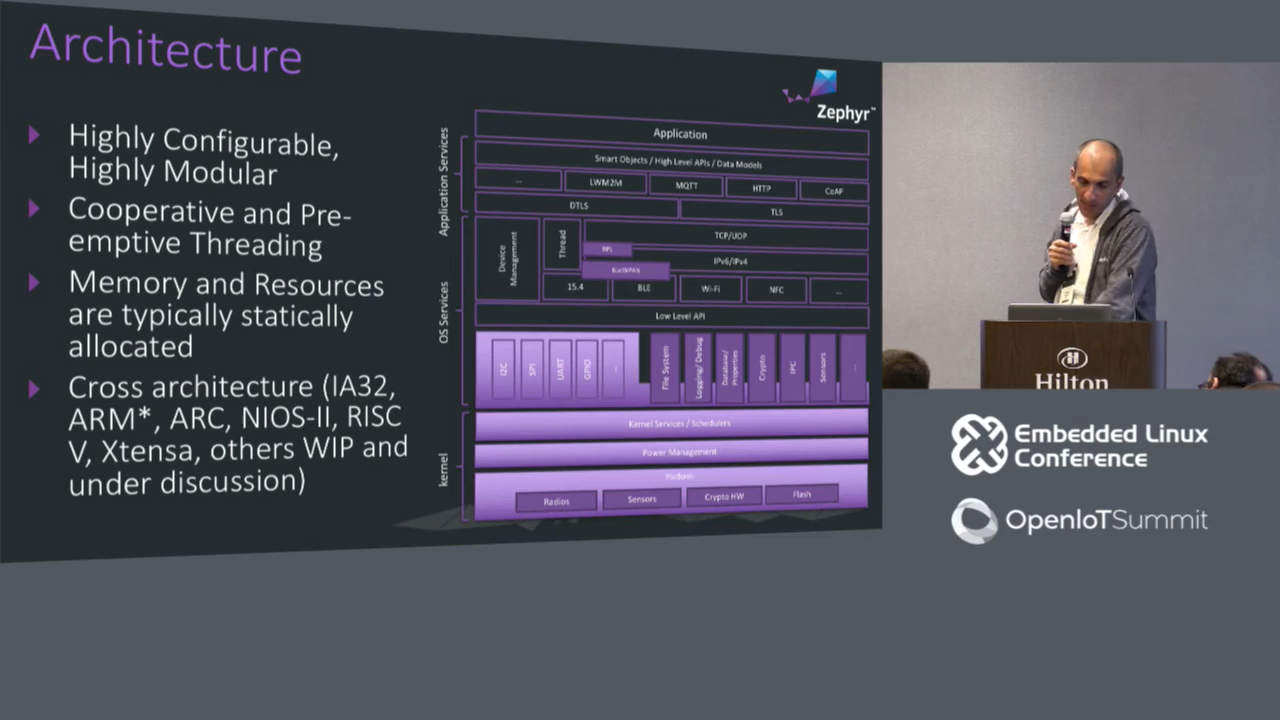 Architecture
Highly Configurable,
Highly Modular
Cooperative and Pre-
emptive Threading
Memory and Resources
are typically statically
allocated
Cross architecture (IA32,
ARM*, ARC, NIOS-II, RISC
V, Xtensa, others WIP and
under discussion)
Zephyr™
Application Services
OS Services
kernel
Application
Smart Objects / High Level APIs / Data Models
...
LWM2M
MQTT
HTTP
CoAP
DTLS
TLS
Device
Management
Thread
TCP/UDP
RPL
IPv6/IPv4
6LoWPAN
15.4
BLE
Wi-Fi
NFC
...
Low Level API
I2C
SPI
UART
GPIO
...
File System
Logging/ Debug
Database/
Properties
Crypto
IPC
Sensors
...
Kernel Services / Schedulers
Power Management
Platform
Radios
Sensors
Crypto HW
Flash
Hilton
Embedded Linux
Conference
OpenIoTSummit